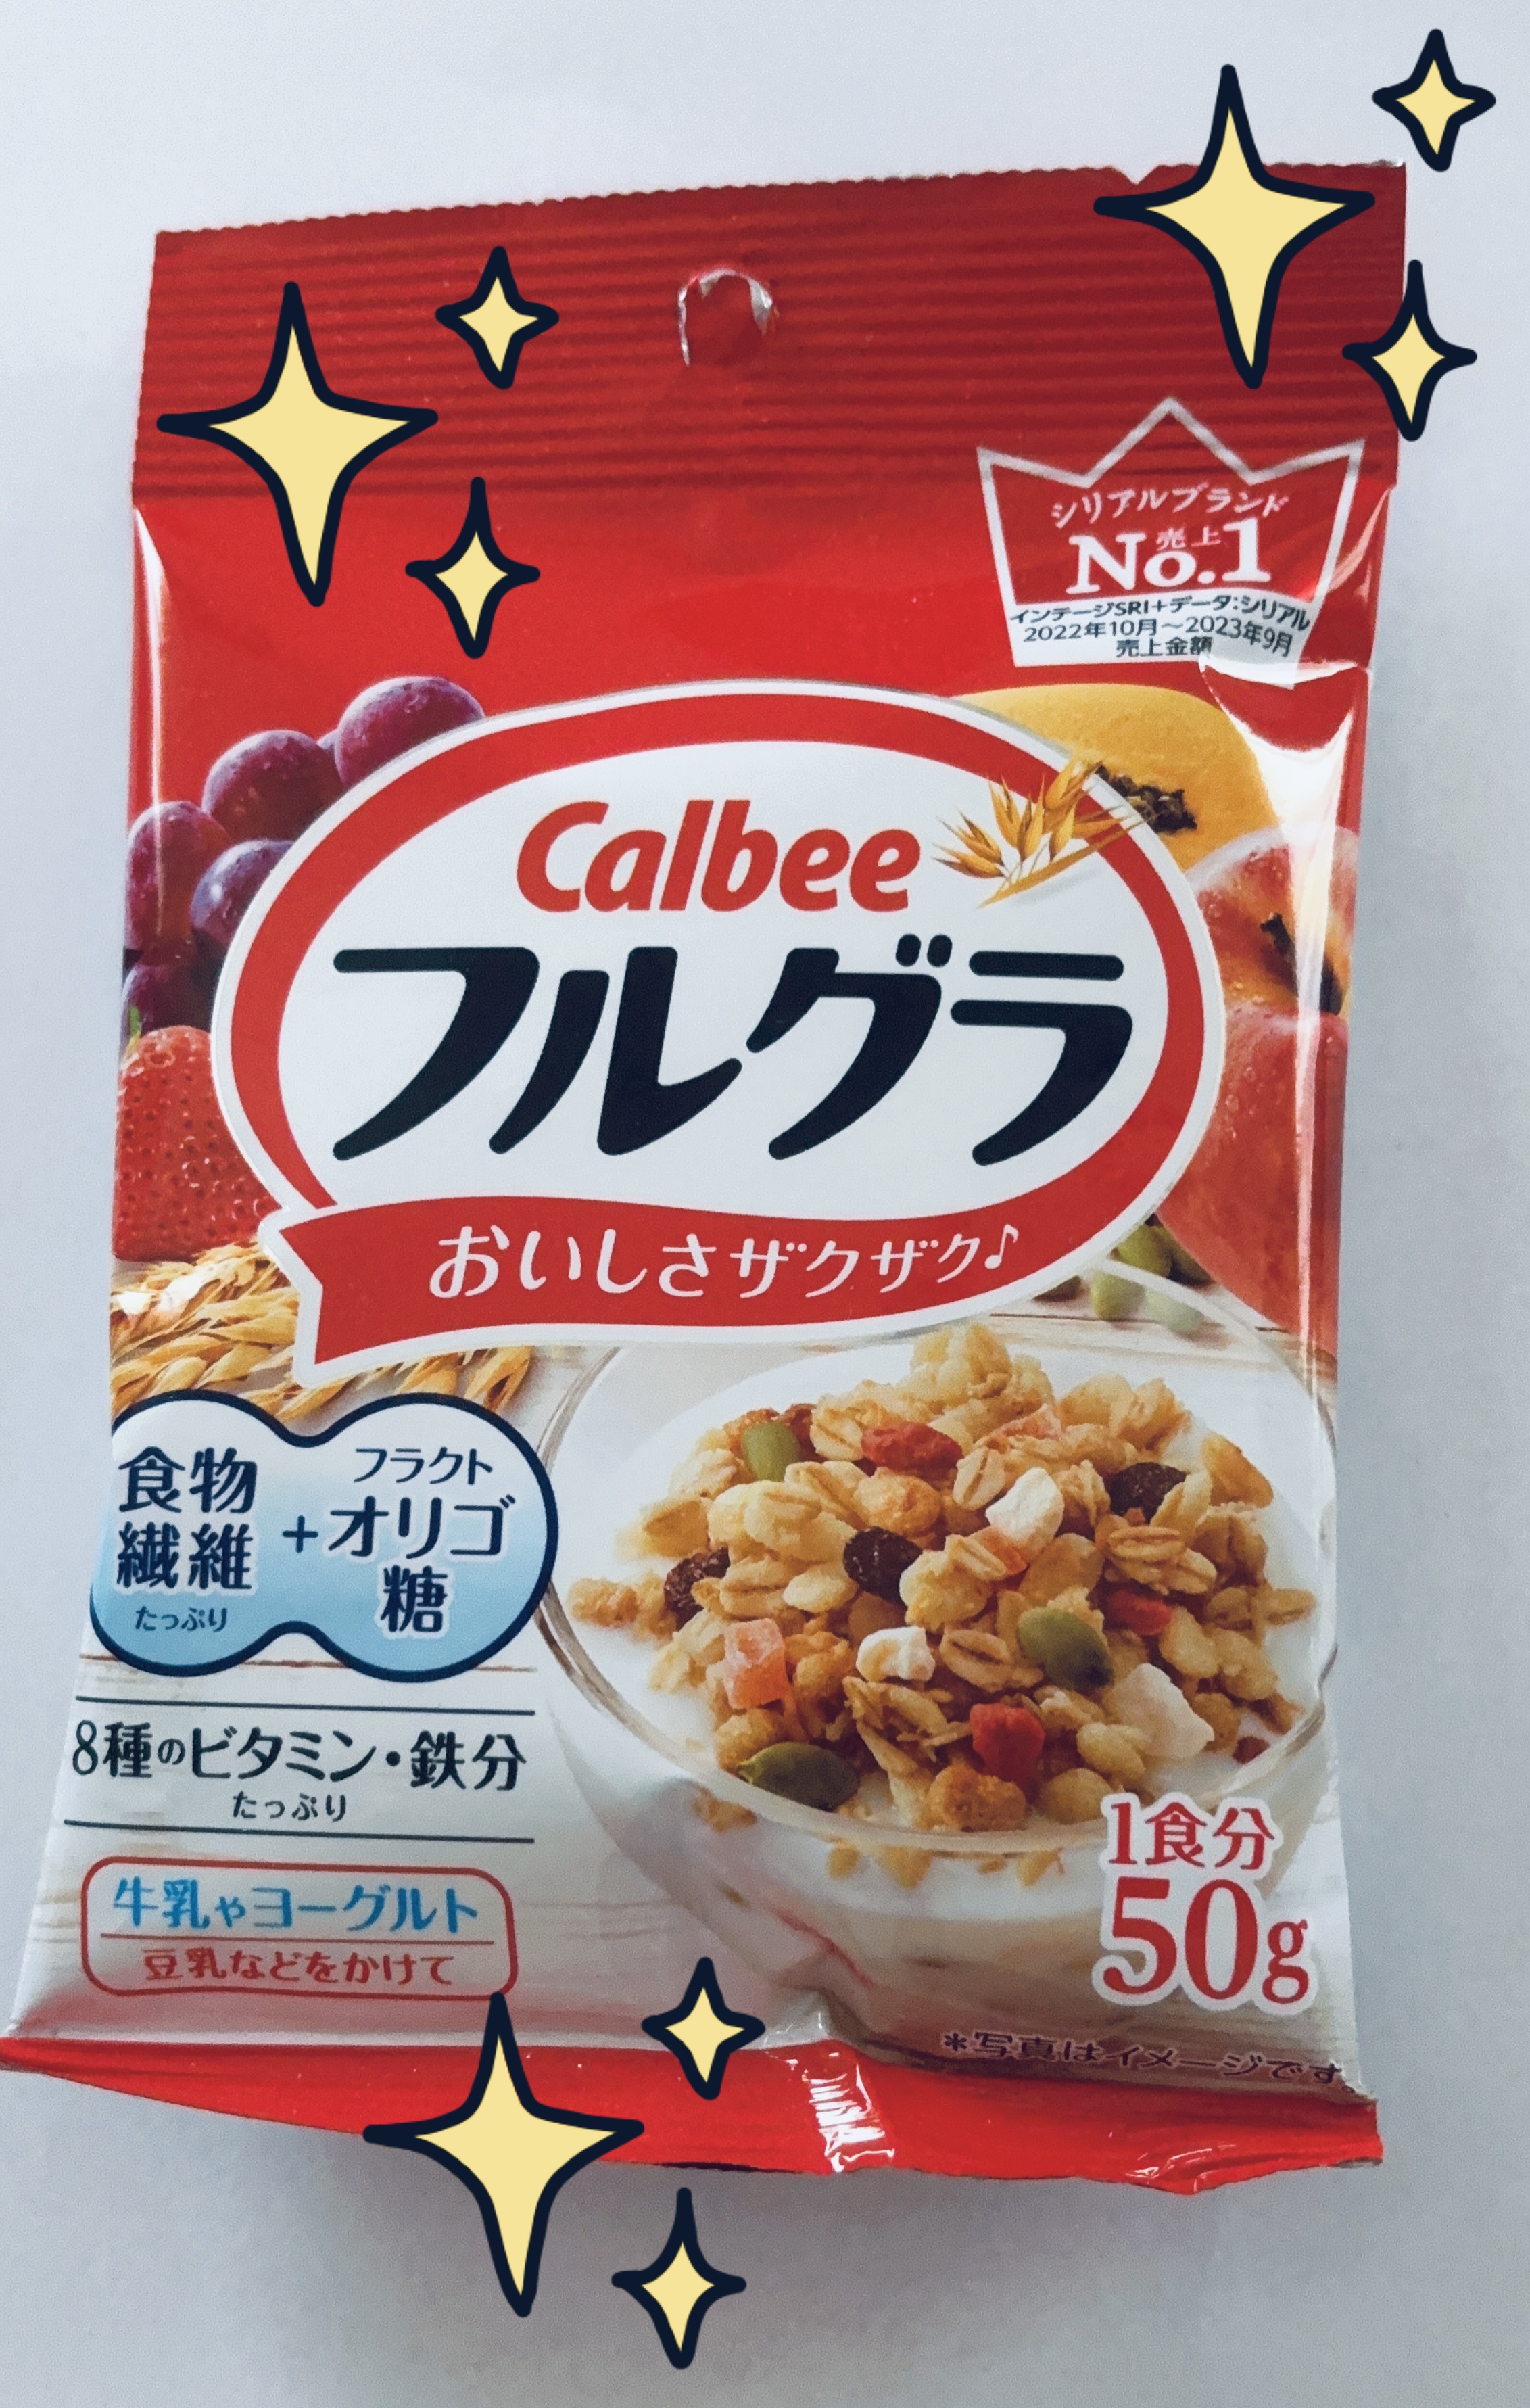 シリアルブランド
売上
No.1
インテージSRI+データ:シリアル
2022年10月～2023年9月
売上金額
Calbee
フルグラ
おいしさザクザク♪
食物
繊維
たっぷり
+
フラクト
オリゴ
糖
8種のビタミン・鉄分
たっぷり
牛乳やヨーグルト
豆乳などをかけて
1食分
50g
*写真はイメージです。